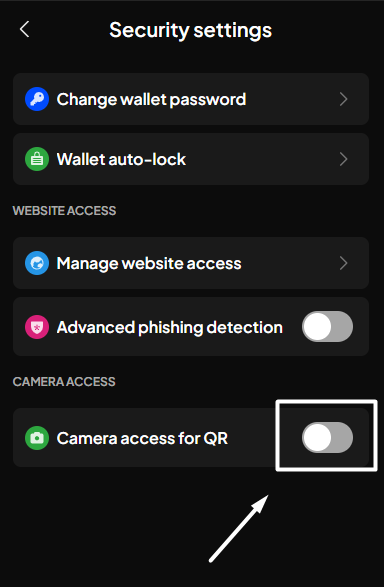 Security settings
Change wallet password
Wallet auto-lock
WEBSITE ACCESS
Manage website access
Advanced phishing detection
CAMERA ACCESS
Camera access for QR